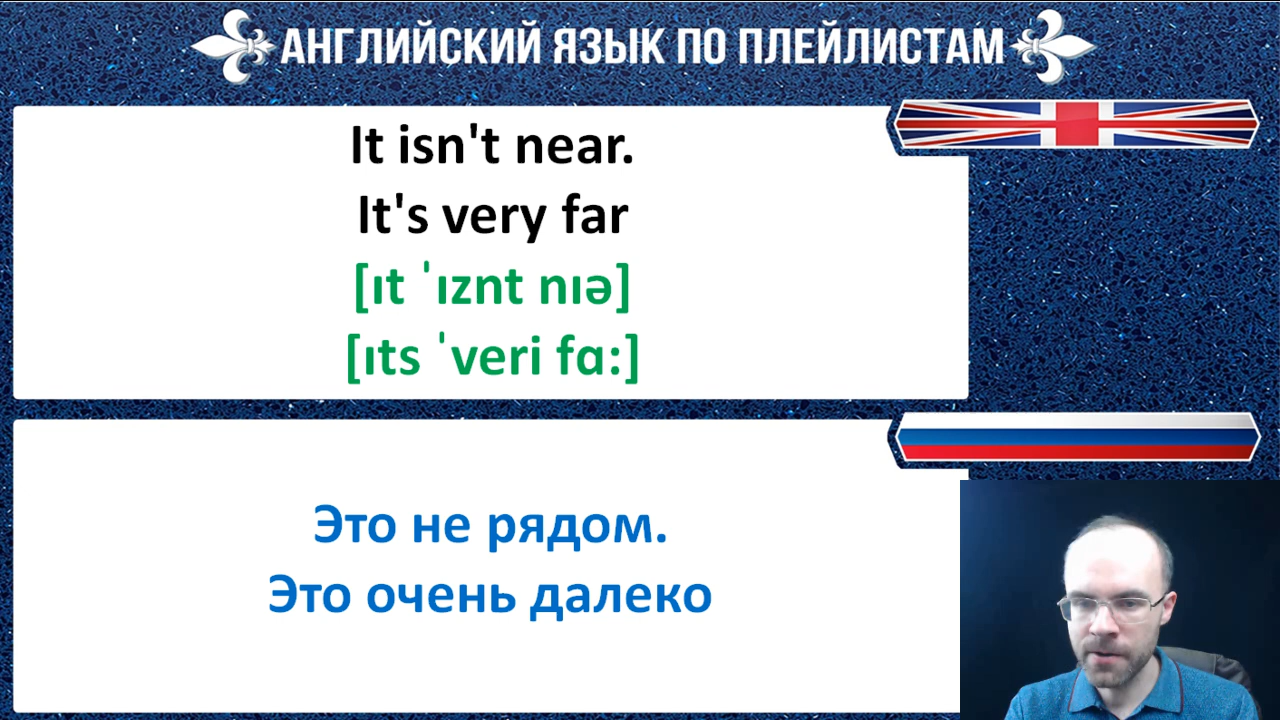 АНГЛИЙСКИЙ ЯЗЫК ПО ПЛЕЙЛИСТАМ
It isn't near.
It's very far
[ɪt ˈɪznt nɪə]
[ɪts ˈveri fɑ:]
Это не рядом.
Это очень далеко